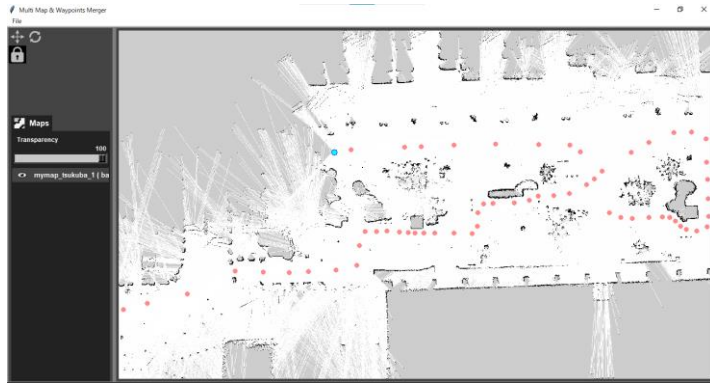 Multi Map & Waypoints Merger
File
Maps
Transparency
100
mymap_tsukuba_1 ( ba